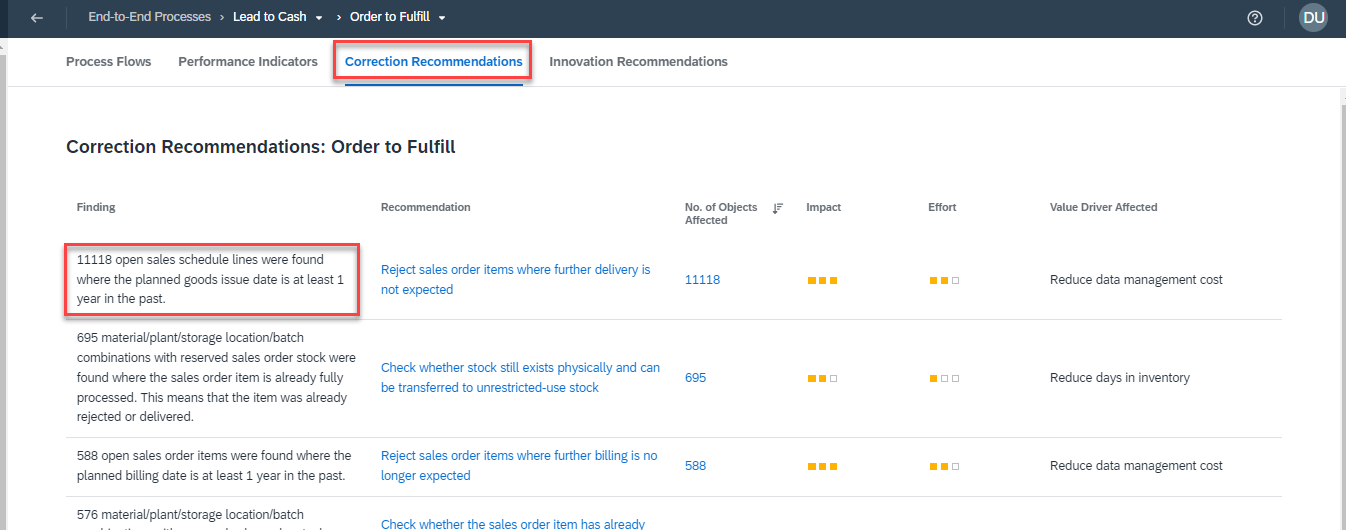 End-to-End Processes > Lead to Cash > Order to Fulfill
DU
Process Flows Performance Indicators Correction Recommendations Innovation Recommendations
Correction Recommendations: Order to Fulfill
Finding Recommendation No. of Objects Affected Impact Effort Value Driver Affected
11118 open sales schedule lines were found
where the planned goods issue date is at least 1
year in the past.
Reject sales order items where further delivery is
not expected
11118
Reduce data management cost
695 material/plant/storage location/batch
combinations with reserved sales order stock were
found where the sales order item is already fully
processed. This means that the item was already
rejected or delivered.
Check whether stock still exists physically and can
be transferred to unrestricted-use stock
695
Reduce days in inventory
588 open sales order items were found where the
planned billing date is at least 1 year in the past.
Reject sales order items where further billing is no
longer expected
588
Reduce data management cost
576 material/plant/storage location/batch
Check whether the sales order item has already